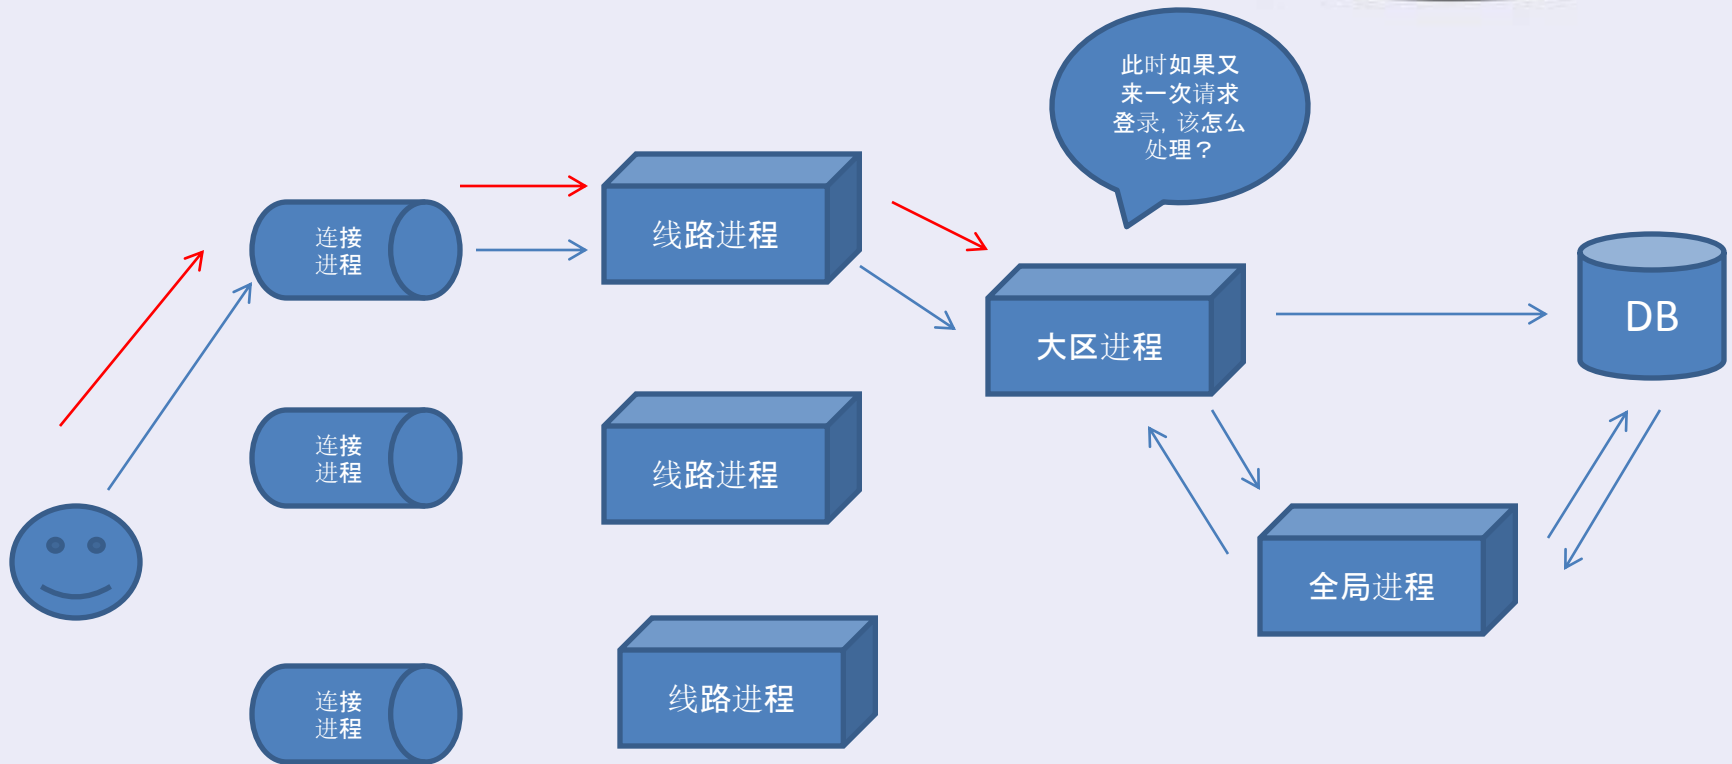 此时如果又
来一次请求
登录, 该怎么
处理？
连接
进程
线路进程
大区进程
DB
连接
进程
线路进程
全局进程
连接
进程
线路进程